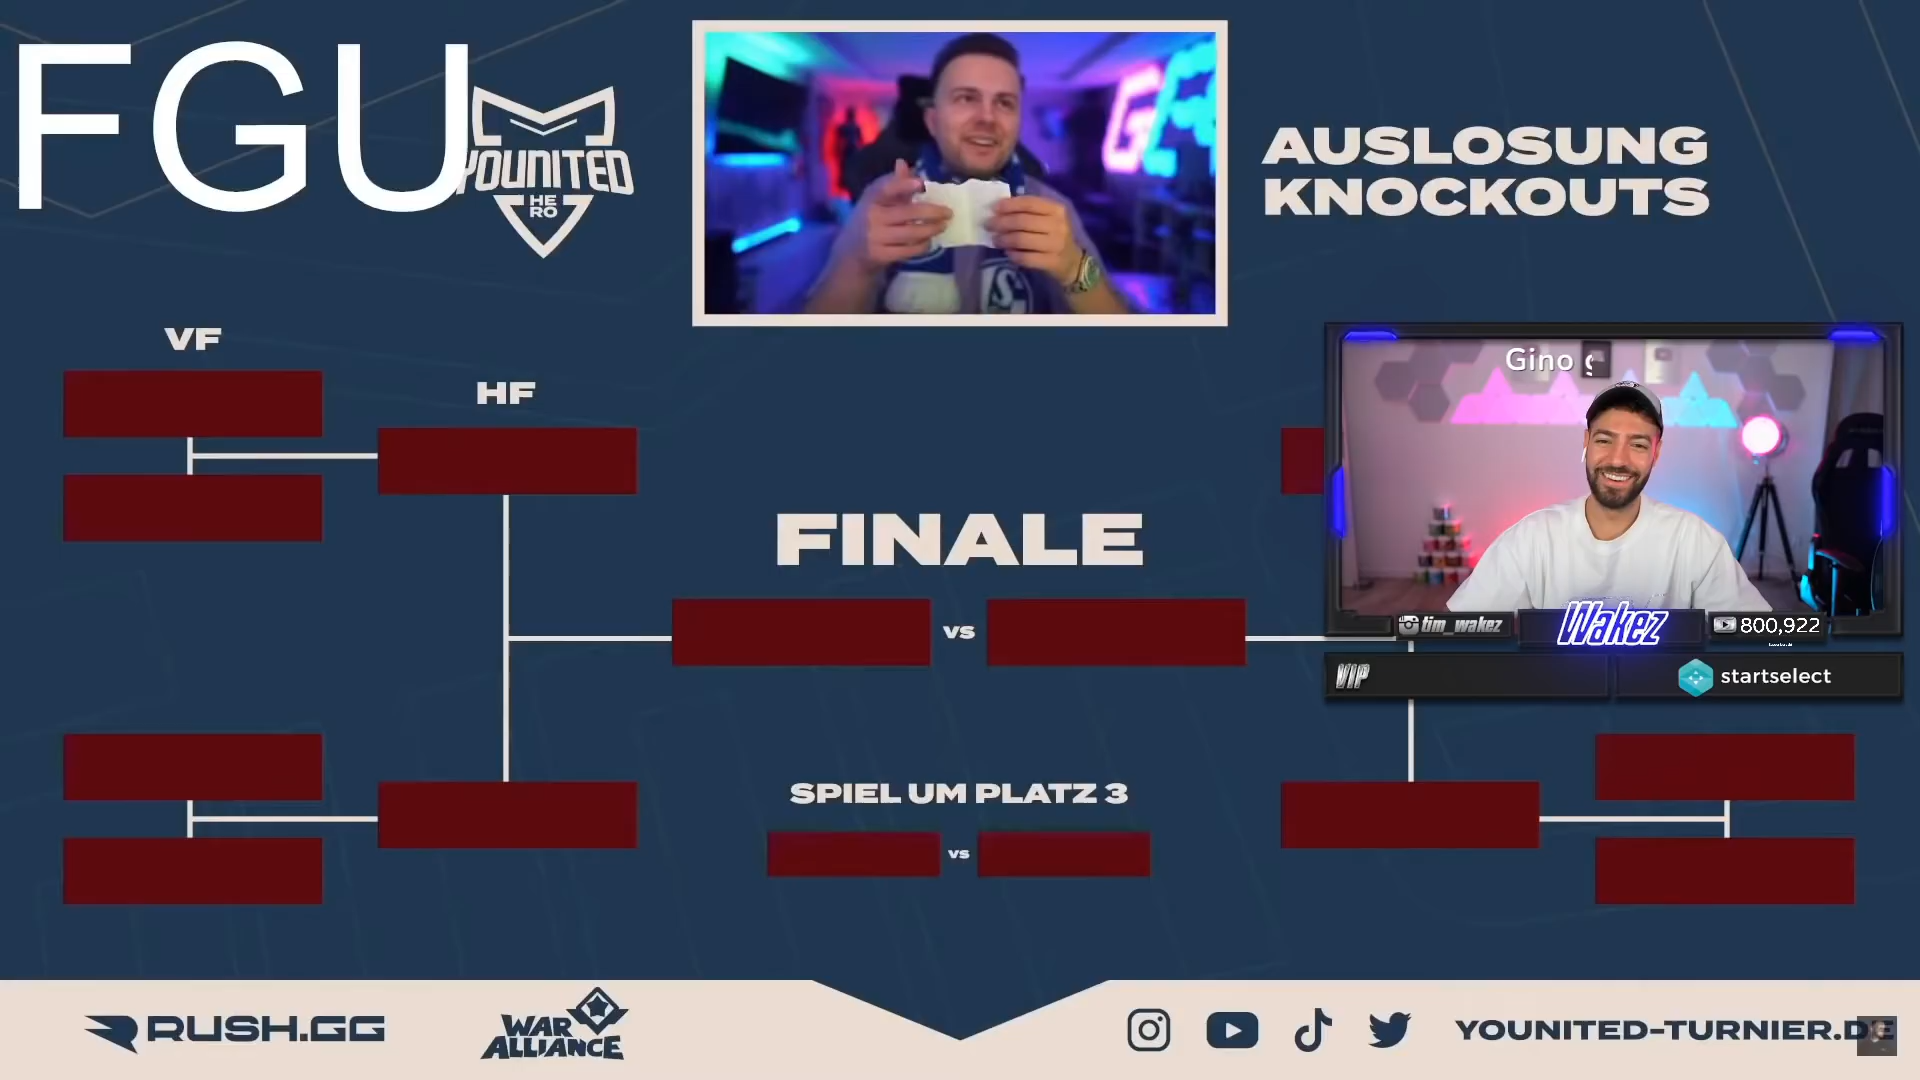 FGU
YOUNITED
HE
RO
AUSLOSUNG
KNOCKOUTS
VF
HF
Gino
FINALE
vs
tim_wakez
Wakez
800,922
VIP
startselect
SPIEL UM PLATZ 3
vs
RUSH.GG
WAR
ALLIANCE
YOUNITED-TURNIER.DE